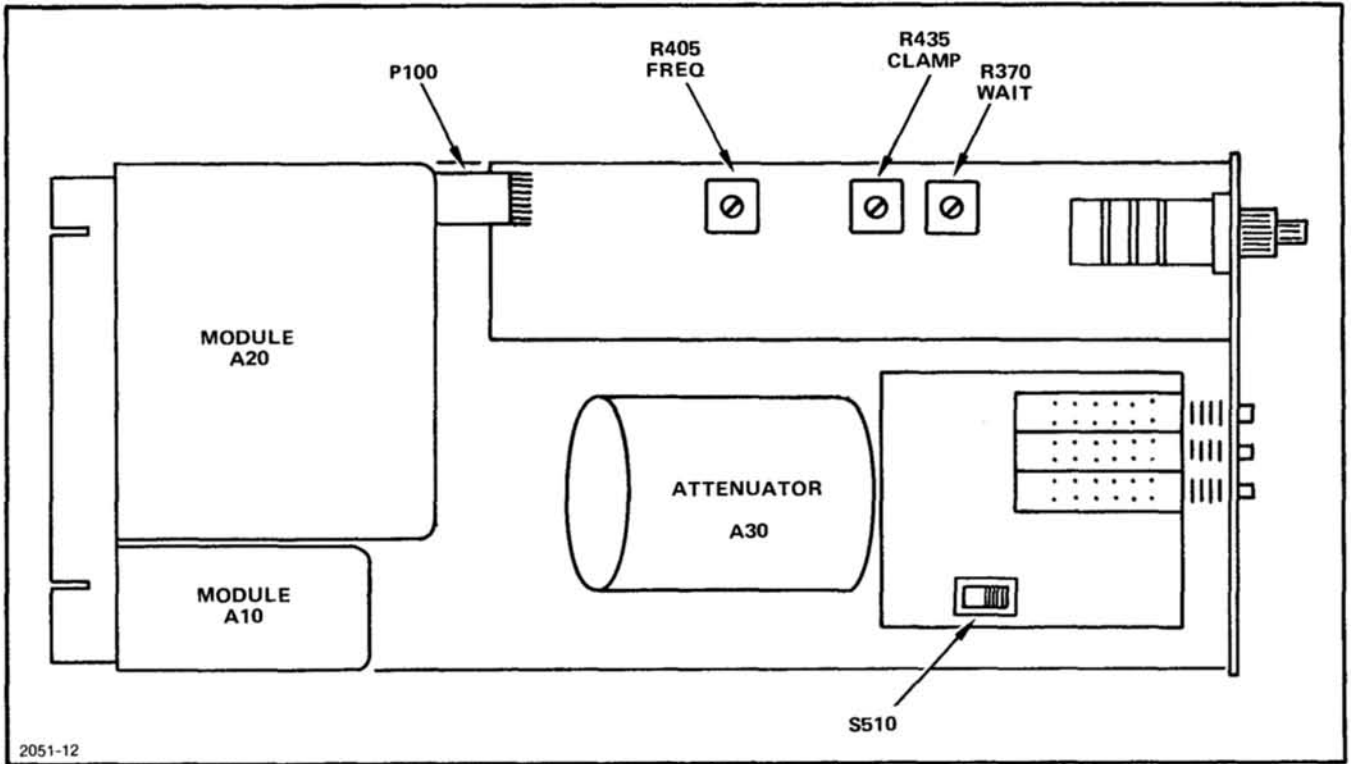 P100
R405
FREQ
R435
CLAMP
R370
WAIT
MODULE
A20
ATTENUATOR
A30
MODULE
A10
S510
2051-12